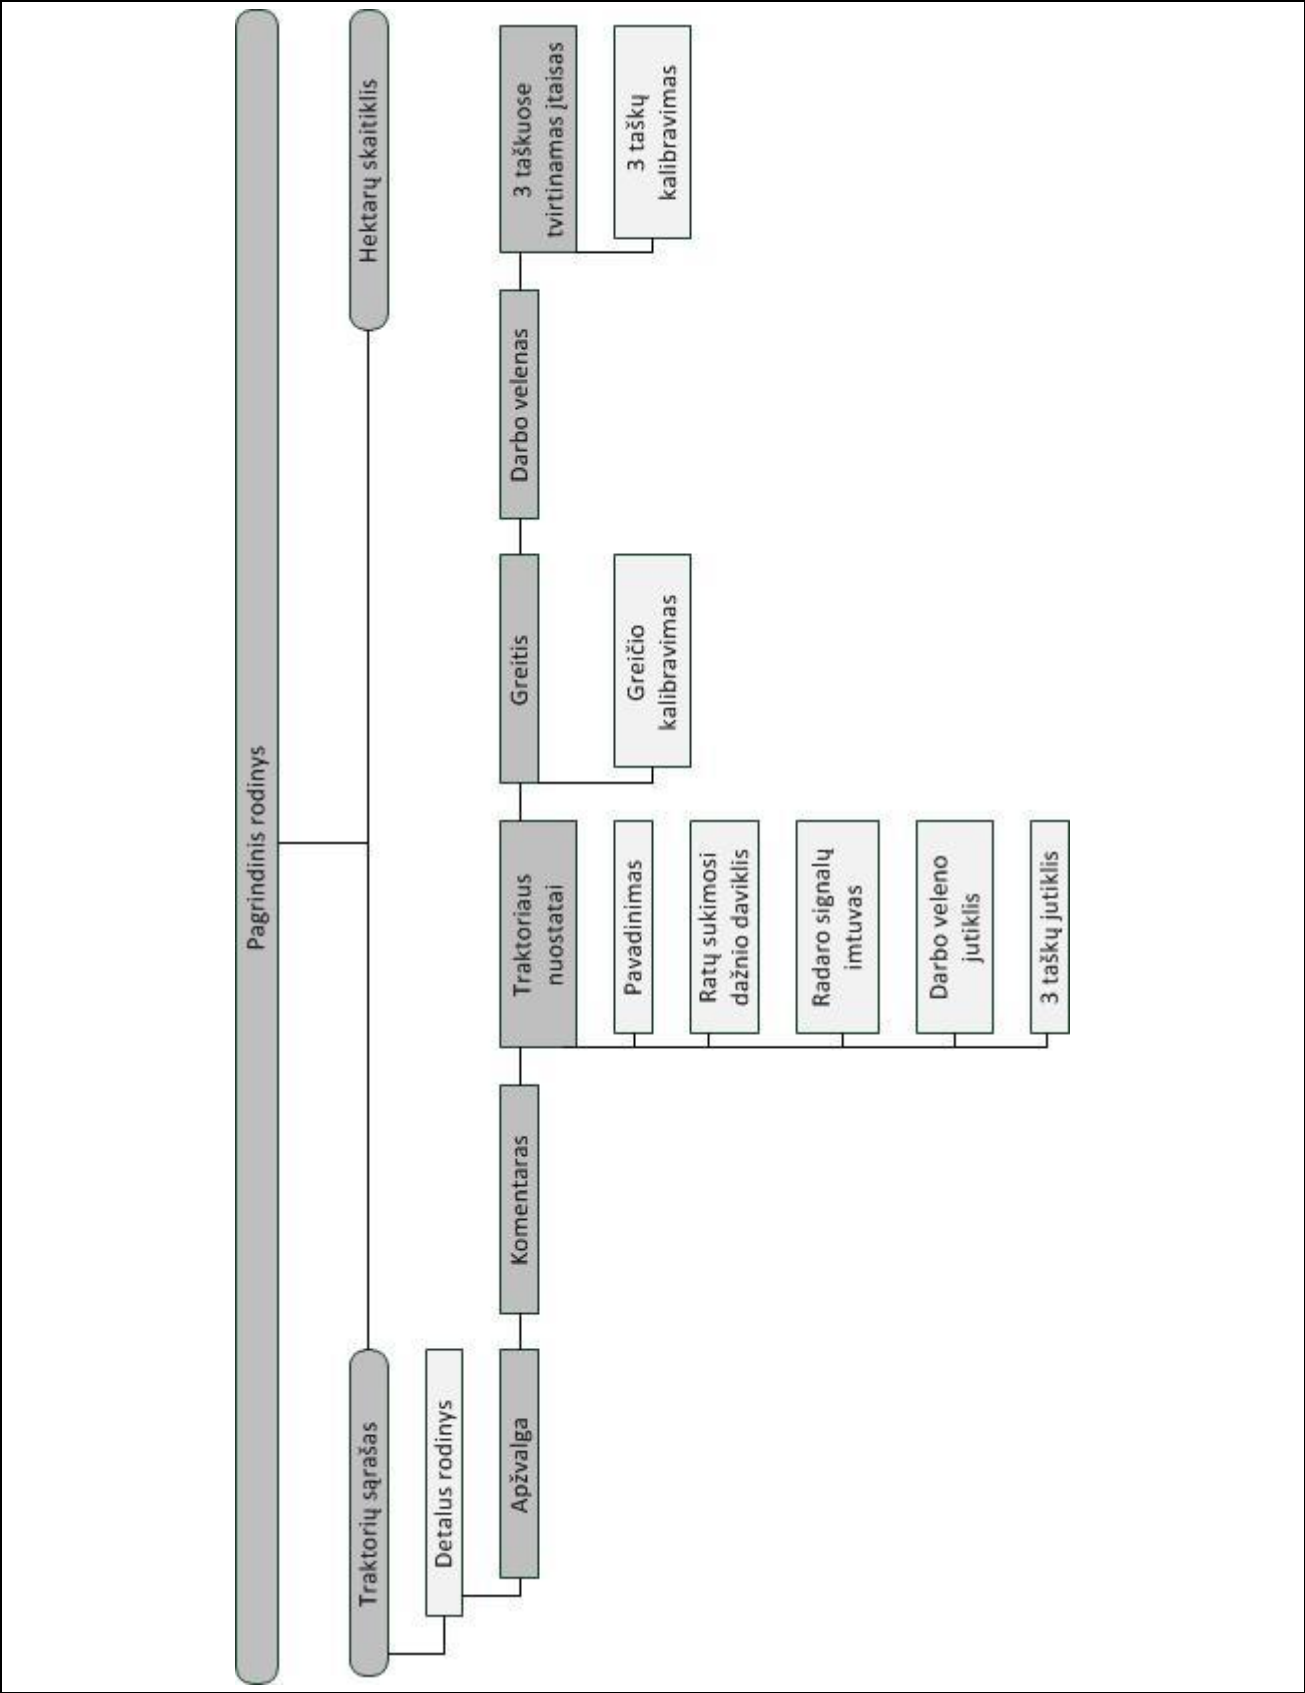 Pagrindinis rodinys
Traktorių sąrašas
Hektarų skaitiklis
Detalus rodinys
Apžvalga
Komentaras
Traktoriaus
nuostatai
Pavadinimas
Ratų sukimosi
dažnio daviklis
Radaro signalų
imtuvas
Darbo veleno
jutiklis
3 taškų jutiklis
Greitis
Greičio
kalibravimas
Darbo velenas
3 taškuose
tvirtinamas įtaisas
3 taškų
kalibravimas